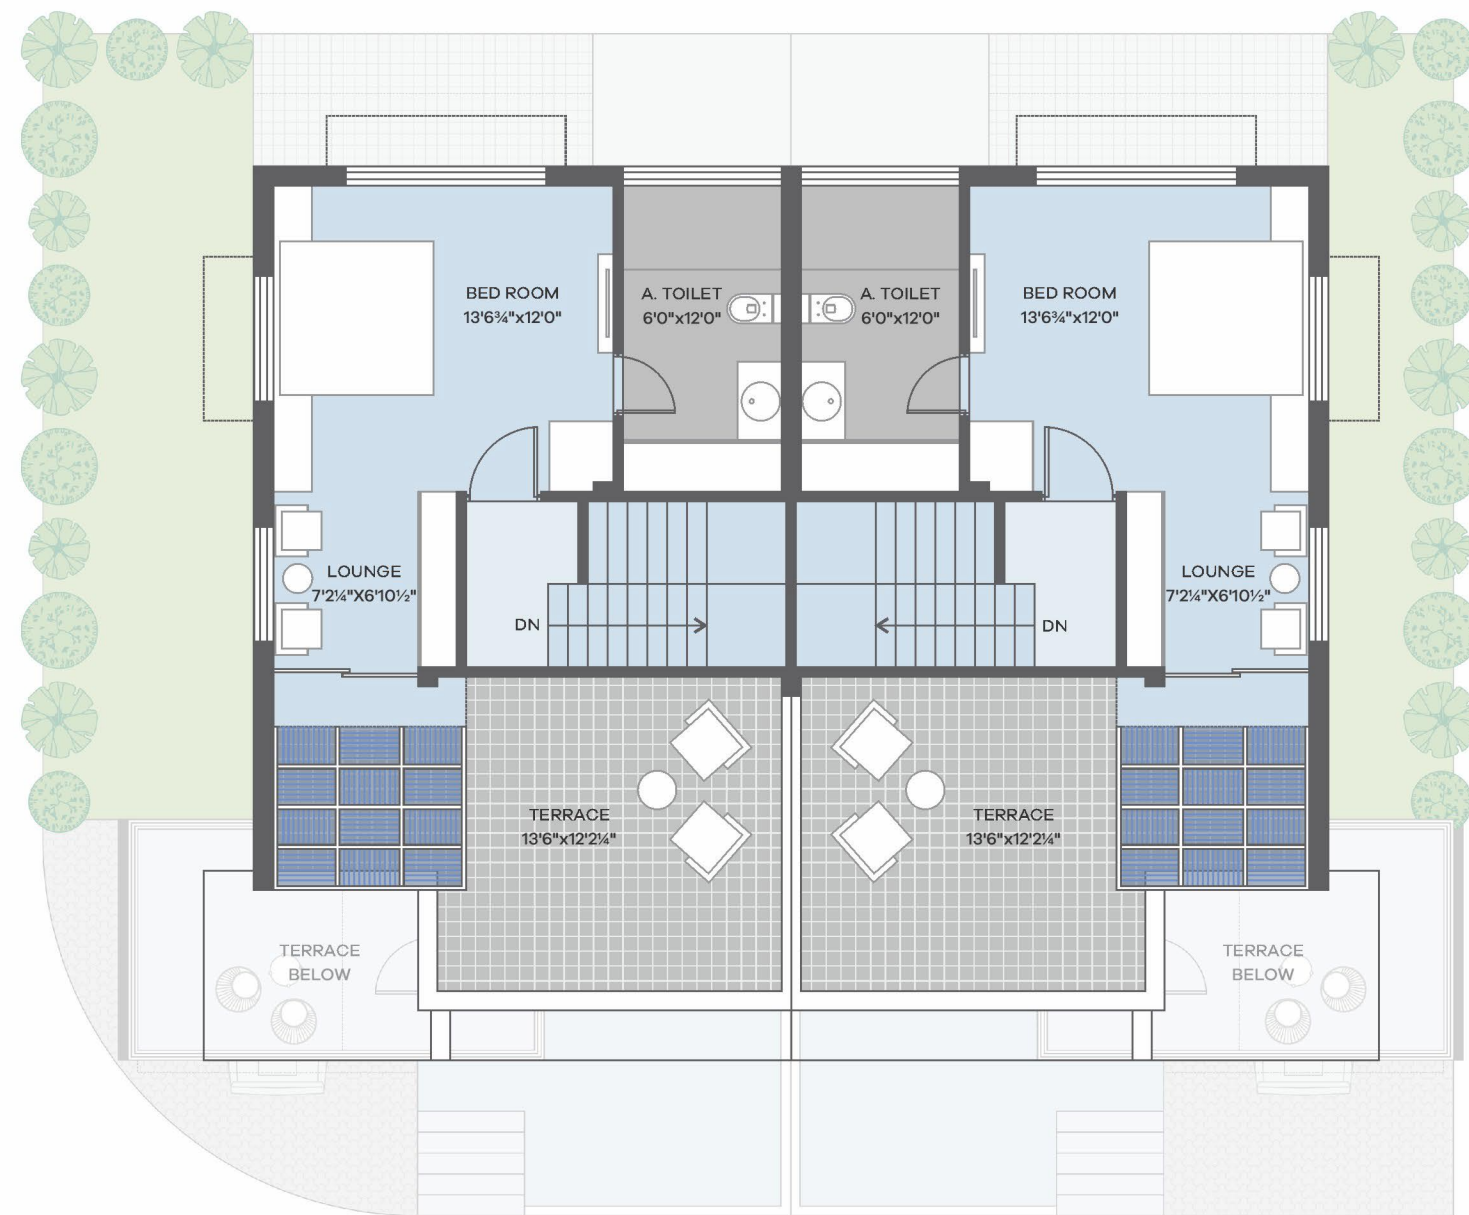 BED ROOM
13'6¾"x12'0"
A. TOILET
6'0"x12'0"
A. TOILET
6'0"x12'0"
BED ROOM
13'6¾"x12'0"
LOUNGE
7'2¼"X6'10½"
DN
DN
LOUNGE
7'2¼"X6'10½"
TERRACE
13'6"x12'2¼"
TERRACE
13'6"x12'2¼"
TERRACE
BELOW
TERRACE
BELOW